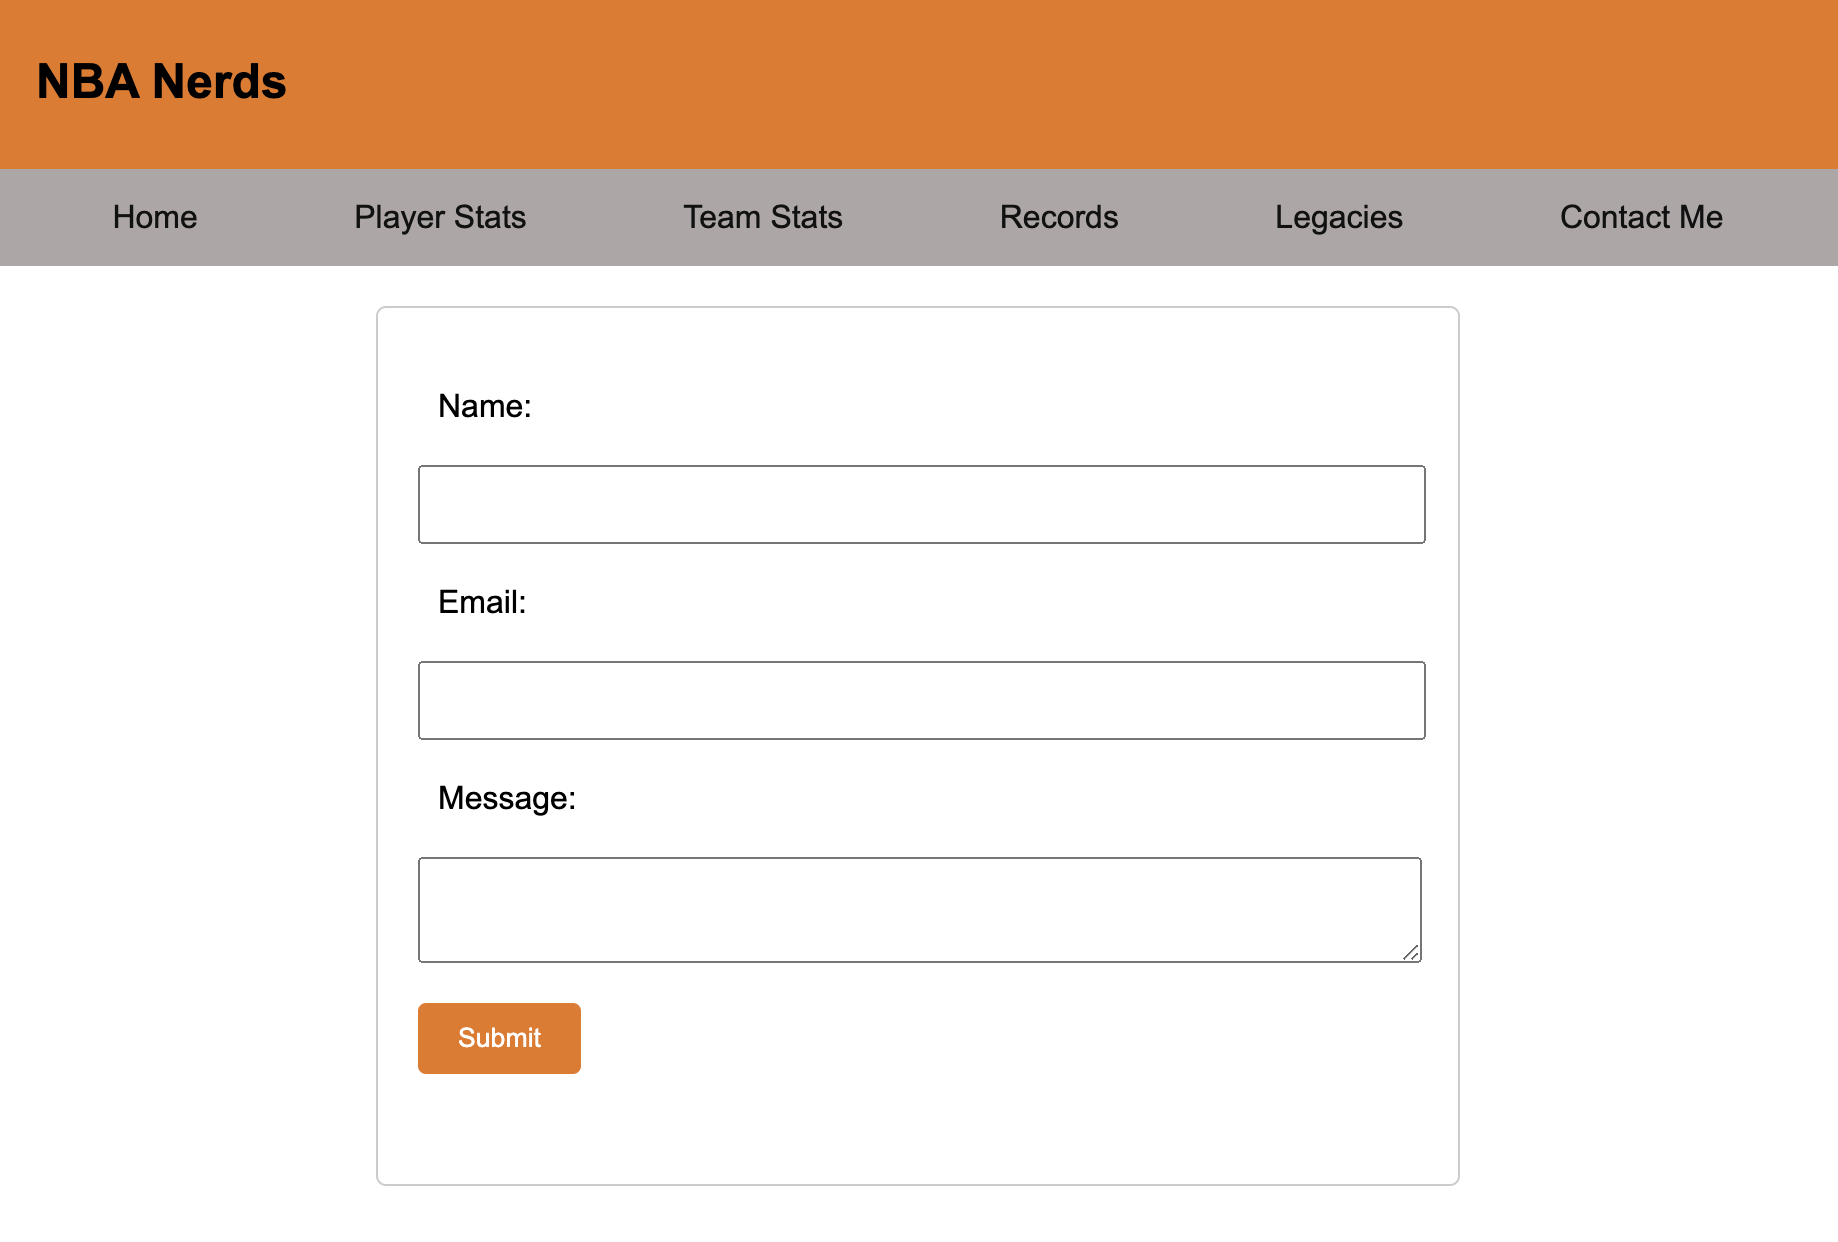 NBA Nerds
Home Player Stats Team Stats Records Legacies Contact Me
Name:
Email:
Message:
Submit